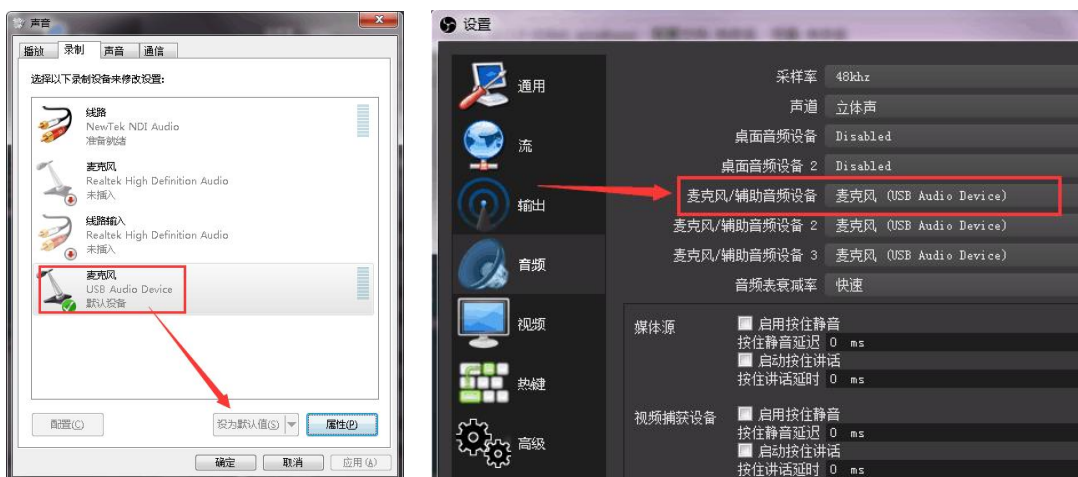 声音
播放 录制 声音 通信
选择以下录制设备来修改设置:
线路
NewTek NDI Audio
准备就绪
麦克风
Realtek High Definition Audio
未插入
线路输入
Realtek High Definition Audio
未插入
麦克风
USB Audio Device
默认设备
配置(C) 设为默认值(S) 属性(P)
确定 取消 应用(A)
设置
通用
流
输出
音频
视频
热键
高级
采样率 48khz
声道 立体声
桌面音频设备 Disabled
桌面音频设备 2 Disabled
麦克风/辅助音频设备 麦克风 (USB Audio Device)
麦克风/辅助音频设备 2 麦克风 (USB Audio Device)
麦克风/辅助音频设备 3 麦克风 (USB Audio Device)
音频表衰减率 快速
媒体源 启用按住静音
按住静音延迟 0 ms
启动按住讲话
按住讲话延时 0 ms
视频捕获设备 启用按住静音
按住静音延迟 0 ms
启动按住讲话
按住讲话延时 0 ms